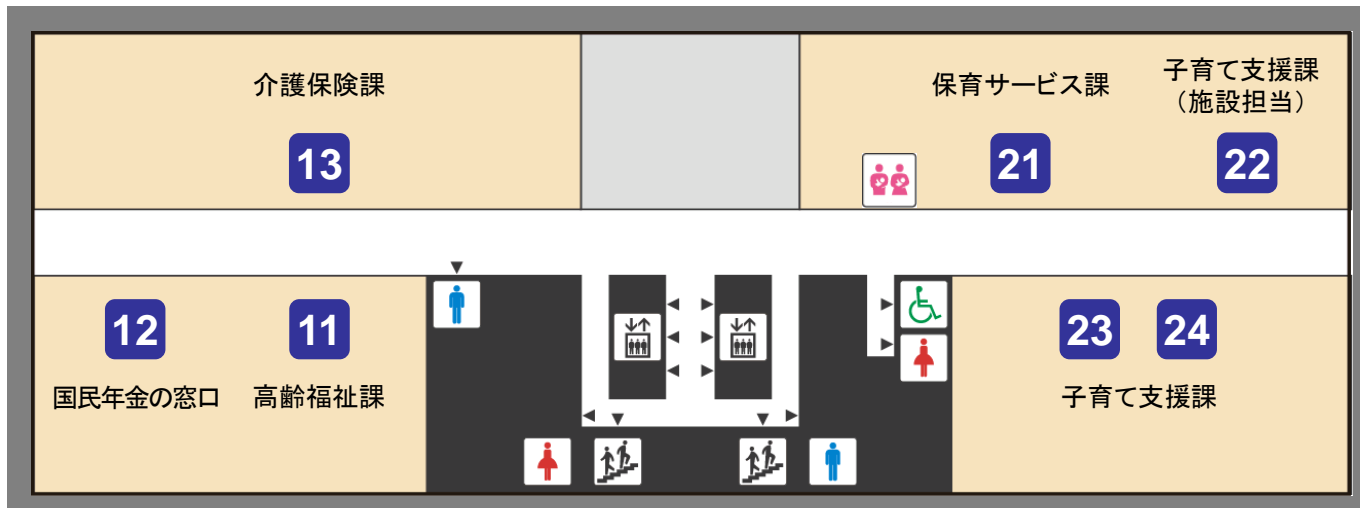 介護保険課
13
保育サービス課
21
子育て支援課
（施設担当）
22
12
国民年金の窓口
11
高齢福祉課
23
24
子育て支援課